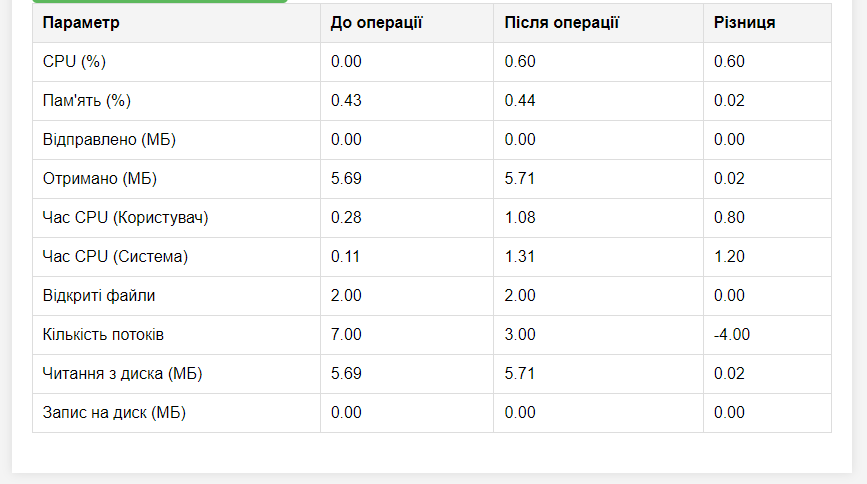 Параметр До операції Після операції Різниця
CPU (%) 0.00 0.60 0.60
Пам'ять (%) 0.43 0.44 0.02
Відправлено (МБ) 0.00 0.00 0.00
Отримано (МБ) 5.69 5.71 0.02
Час CPU (Користувач) 0.28 1.08 0.80
Час CPU (Система) 0.11 1.31 1.20
Відкриті файли 2.00 2.00 0.00
Кількість потоків 7.00 3.00 -4.00
Читання з диска (МБ) 5.69 5.71 0.02
Запис на диск (МБ) 0.00 0.00 0.00